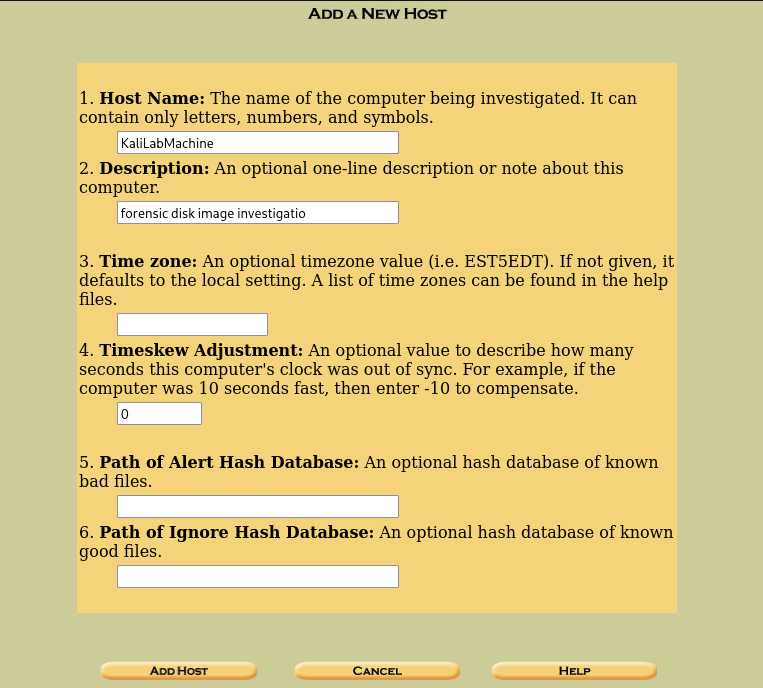 ADD A NEW HOST
1. Host Name: The name of the computer being investigated. It can
contain only letters, numbers, and symbols.
KaliLabMachine
2. Description: An optional one-line description or note about this
computer.
forensic disk image investigatio
3. Time zone: An optional timezone value (i.e. EST5EDT). If not given, it
defaults to the local setting. A list of time zones can be found in the help
files.
4. Timeskew Adjustment: An optional value to describe how many
seconds this computer's clock was out of sync. For example, if the
computer was 10 seconds fast, then enter -10 to compensate.
0
5. Path of Alert Hash Database: An optional hash database of known
bad files.
6. Path of Ignore Hash Database: An optional hash database of known
good files.
ADD HOST CANCEL HELP